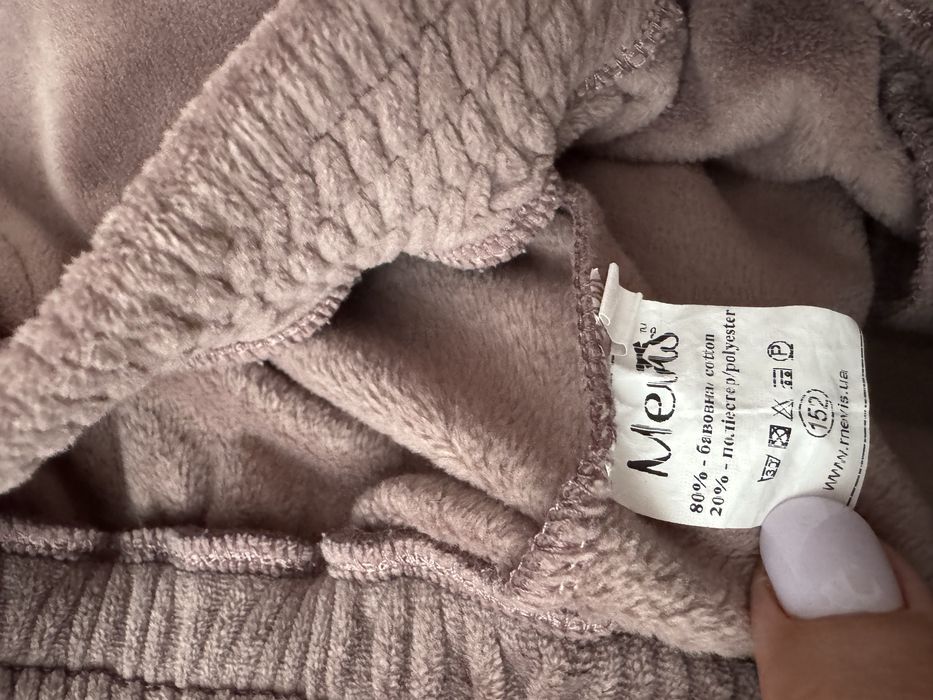 Mevis
80% - бавовна/ cotton
20% - поліестер/polyester
P
152
www.mevis.ua